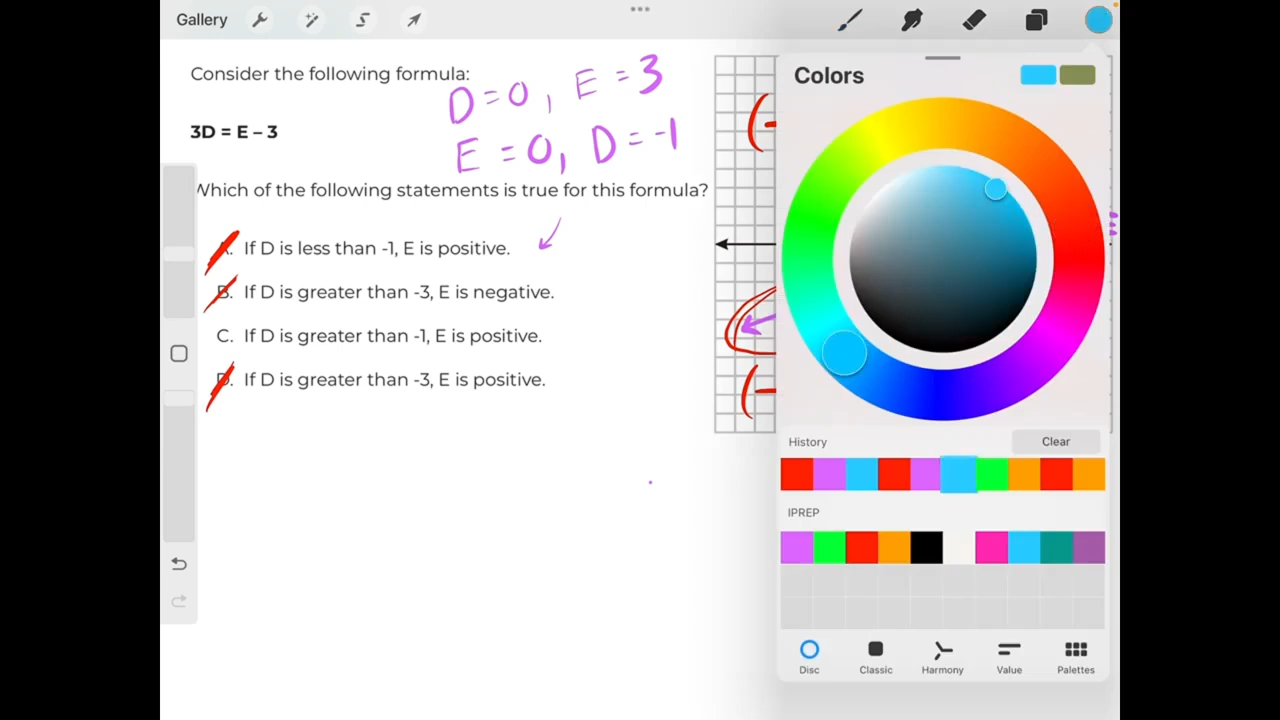 Gallery
Consider the following formula:
D = 0, E = 3
3D = E – 3
E = 0, D = -1
Which of the following statements is true for this formula?
A. If D is less than -1, E is positive.
B. If D is greater than -3, E is negative.
C. If D is greater than -1, E is positive.
D. If D is greater than -3, E is positive.
(-
(-
Colors
History
Clear
IPREP
Disc
Classic
Harmony
Value
Palettes